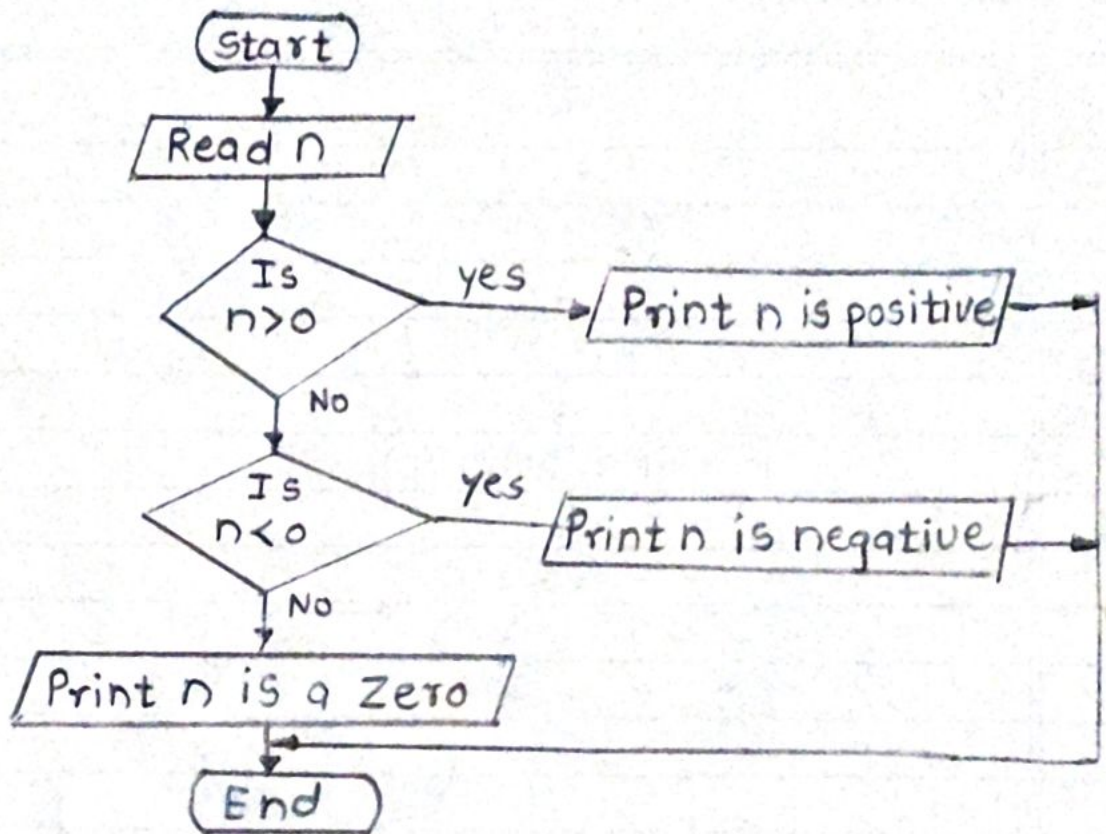 Start
Read n
Is
n>0
yes
Print n is positive
No
Is
n<0
yes
Print n is negative
No
Print n is a zero
End